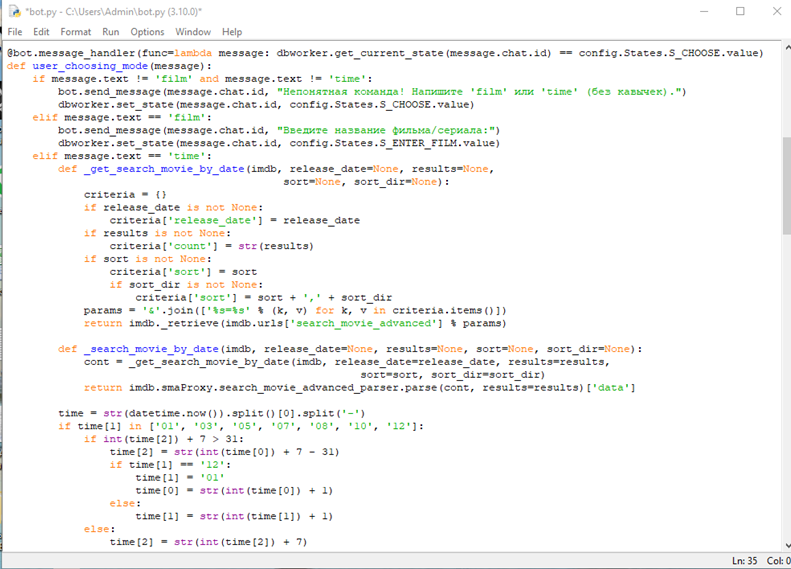 *bot.py - C:\Users\Admin\bot.py (3.10.0)*
File Edit Format Run Options Window Help
@bot.message_handler(func=lambda message: dbworker.get_current_state(message.chat.id) == config.States.S_CHOOSE.value)
def user_choosing_mode(message):
    if message.text != 'film' and message.text != 'time':
        bot.send_message(message.chat.id, "Непонятная команда! Напишите 'film' или 'time' (без кавычек).")
        dbworker.set_state(message.chat.id, config.States.S_CHOOSE.value)
    elif message.text == 'film':
        bot.send_message(message.chat.id, "Введите название фильма/сериала:")
        dbworker.set_state(message.chat.id, config.States.S_ENTER_FILM.value)
    elif message.text == 'time':
        def _get_search_movie_by_date(imdb, release_date=None, results=None,
                                          sort=None, sort_dir=None):
            criteria = {}
            if release_date is not None:
                criteria['release_date'] = release_date
            if results is not None:
                criteria['count'] = str(results)
            if sort is not None:
                criteria['sort'] = sort
                if sort_dir is not None:
                    criteria['sort'] = sort + ',' + sort_dir
            params = '&'.join(['%s=%s' % (k, v) for k, v in criteria.items()])
            return imdb._retrieve(imdb.urls['search_movie_advanced'] % params)

        def _search_movie_by_date(imdb, release_date=None, results=None, sort=None, sort_dir=None):
            cont = _get_search_movie_by_date(imdb, release_date=release_date, results=results,
                                                      sort=sort, sort_dir=sort_dir)
            return imdb.smaProxy.search_movie_advanced_parser.parse(cont, results=results)['data']

        time = str(datetime.now()).split()[0].split('-')
        if time[1] in ['01', '03', '05', '07', '08', '10', '12']:
            if int(time[2]) + 7 > 31:
                time[2] = str(int(time[0]) + 7 - 31)
                if time[1] == '12':
                    time[1] = '01'
                    time[0] = str(int(time[0]) + 1)
                else:
                    time[1] = str(int(time[1]) + 1)
            else:
                time[2] = str(int(time[2]) + 7)
Ln: 35 Col: 0